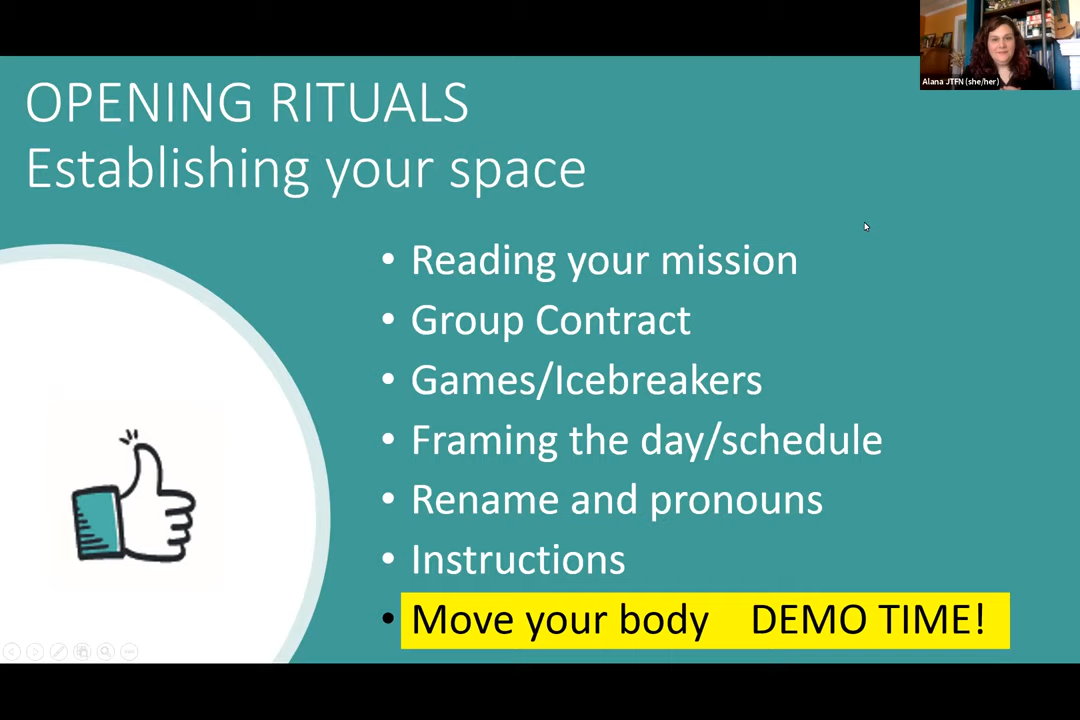 Alana JTFN (she/her)
OPENING RITUALS
Establishing your space
• Reading your mission
• Group Contract
• Games/Icebreakers
• Framing the day/schedule
• Rename and pronouns
• Instructions
• Move your body DEMO TIME!